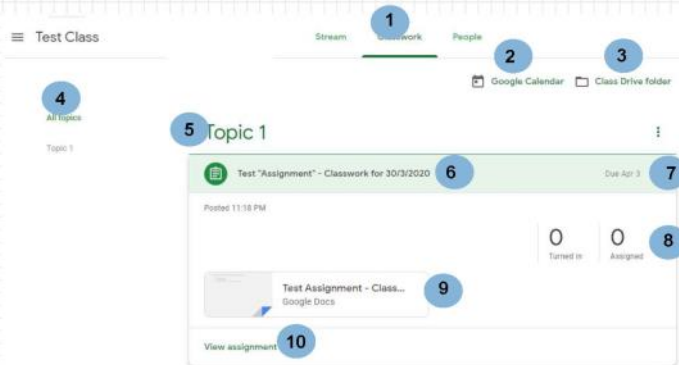 1
Test Class Stream Classwork People
2 3
Google Calendar Class Drive folder
4
All topics
Topic 1
5 Topic 1
Test "Assignment" - Classwork for 30/3/2020 6 Due Apr 3 7
Posted 11:18 PM
0 0 8
Turned in Assigned
Test Assignment - Class... 9
Google Docs
View assignment 10